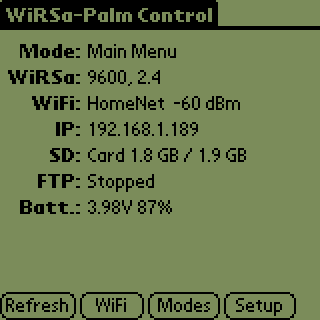 WiRSa-Palm Control
Mode: Main Menu
WiRSa: 9600, 2.4
WiFi: HomeNet -60 dBm
IP: 192.168.1.189
SD: Card 1.8 GB / 1.9 GB
FTP: Stopped
Batt.: 3.98V 87%
Refresh WiFi Modes Setup